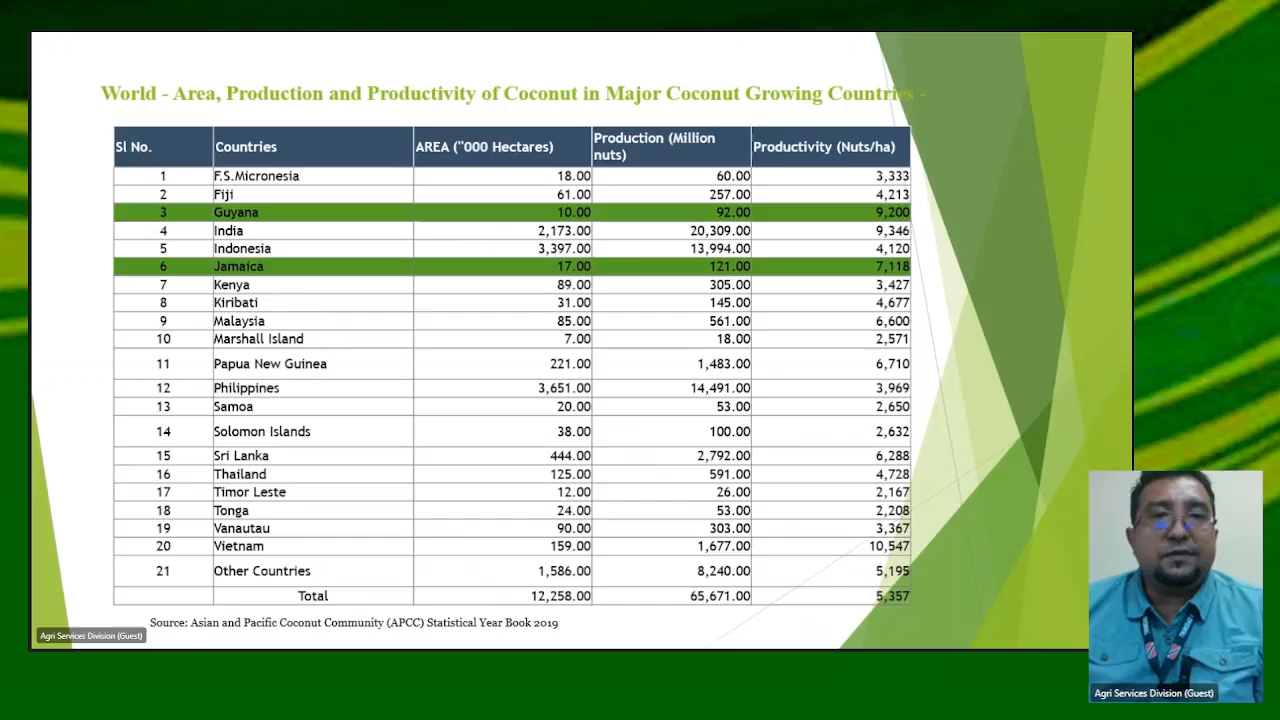 World - Area, Production and Productivity of Coconut in Major Coconut Growing Countries -
Sl No. Countries AREA ("000 Hectares) Production (Million nuts) Productivity (Nuts/ha)
1 F.S.Micronesia 18.00 60.00 3,333
2 Fiji 61.00 257.00 4,213
3 Guyana 10.00 92.00 9,200
4 India 2,173.00 20,309.00 9,346
5 Indonesia 3,397.00 13,994.00 4,120
6 Jamaica 17.00 121.00 7,118
7 Kenya 89.00 305.00 3,427
8 Kiribati 31.00 145.00 4,677
9 Malaysia 85.00 561.00 6,600
10 Marshall Island 7.00 18.00 2,571
11 Papua New Guinea 221.00 1,483.00 6,710
12 Philippines 3,651.00 14,491.00 3,969
13 Samoa 20.00 53.00 2,650
14 Solomon Islands 38.00 100.00 2,632
15 Sri Lanka 444.00 2,792.00 6,288
16 Thailand 125.00 591.00 4,728
17 Timor Leste 12.00 26.00 2,167
18 Tonga 24.00 53.00 2,208
19 Vanautau 90.00 303.00 3,367
20 Vietnam 159.00 1,677.00 10,547
21 Other Countries 1,586.00 8,240.00 5,195
Total 12,258.00 65,671.00 5,357
Source: Asian and Pacific Coconut Community (APCC) Statistical Year Book 2019
Agri Services Division (Guest)
Agri Services Division (Guest)